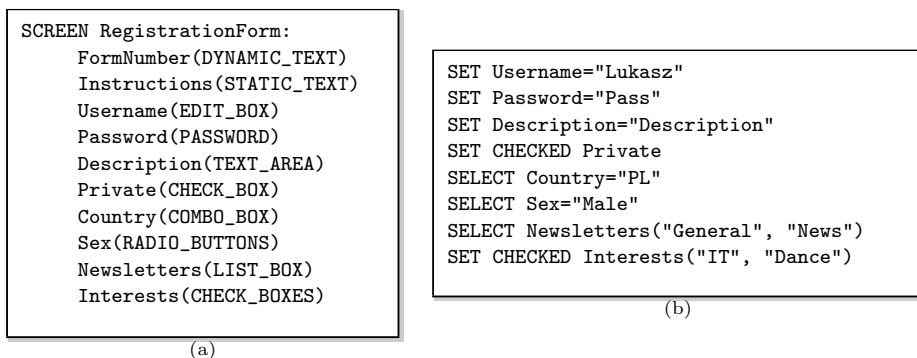 SCREEN RegistrationForm:
FormNumber(DYNAMIC_TEXT)
Instructions(STATIC_TEXT)
Username(EDIT_BOX)
Password(PASSWORD)
Description(TEXT_AREA)
Private(CHECK_BOX)
Country(COMBO_BOX)
Sex(RADIO_BUTTONS)
Newsletters(LIST_BOX)
Interests(CHECK_BOXES)
(a)
SET Username="Lukasz"
SET Password="Pass"
SET Description="Description"
SET CHECKED Private
SELECT Country="PL"
SELECT Sex="Male"
SELECT Newsletters("General", "News")
SET CHECKED Interests("IT", "Dance")
(b)